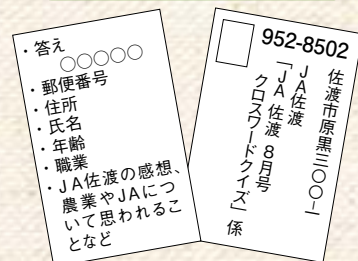 ・答え
○○○○○
・郵便番号
・住所
・氏名
・年齢
・職業
・JA佐渡の感想、
農業やJAにつ
いて思われるこ
となど
952-8502
佐渡市原黒三〇〇―一
JA佐渡
「JA佐渡 8月号
クロスワードクイズ」係